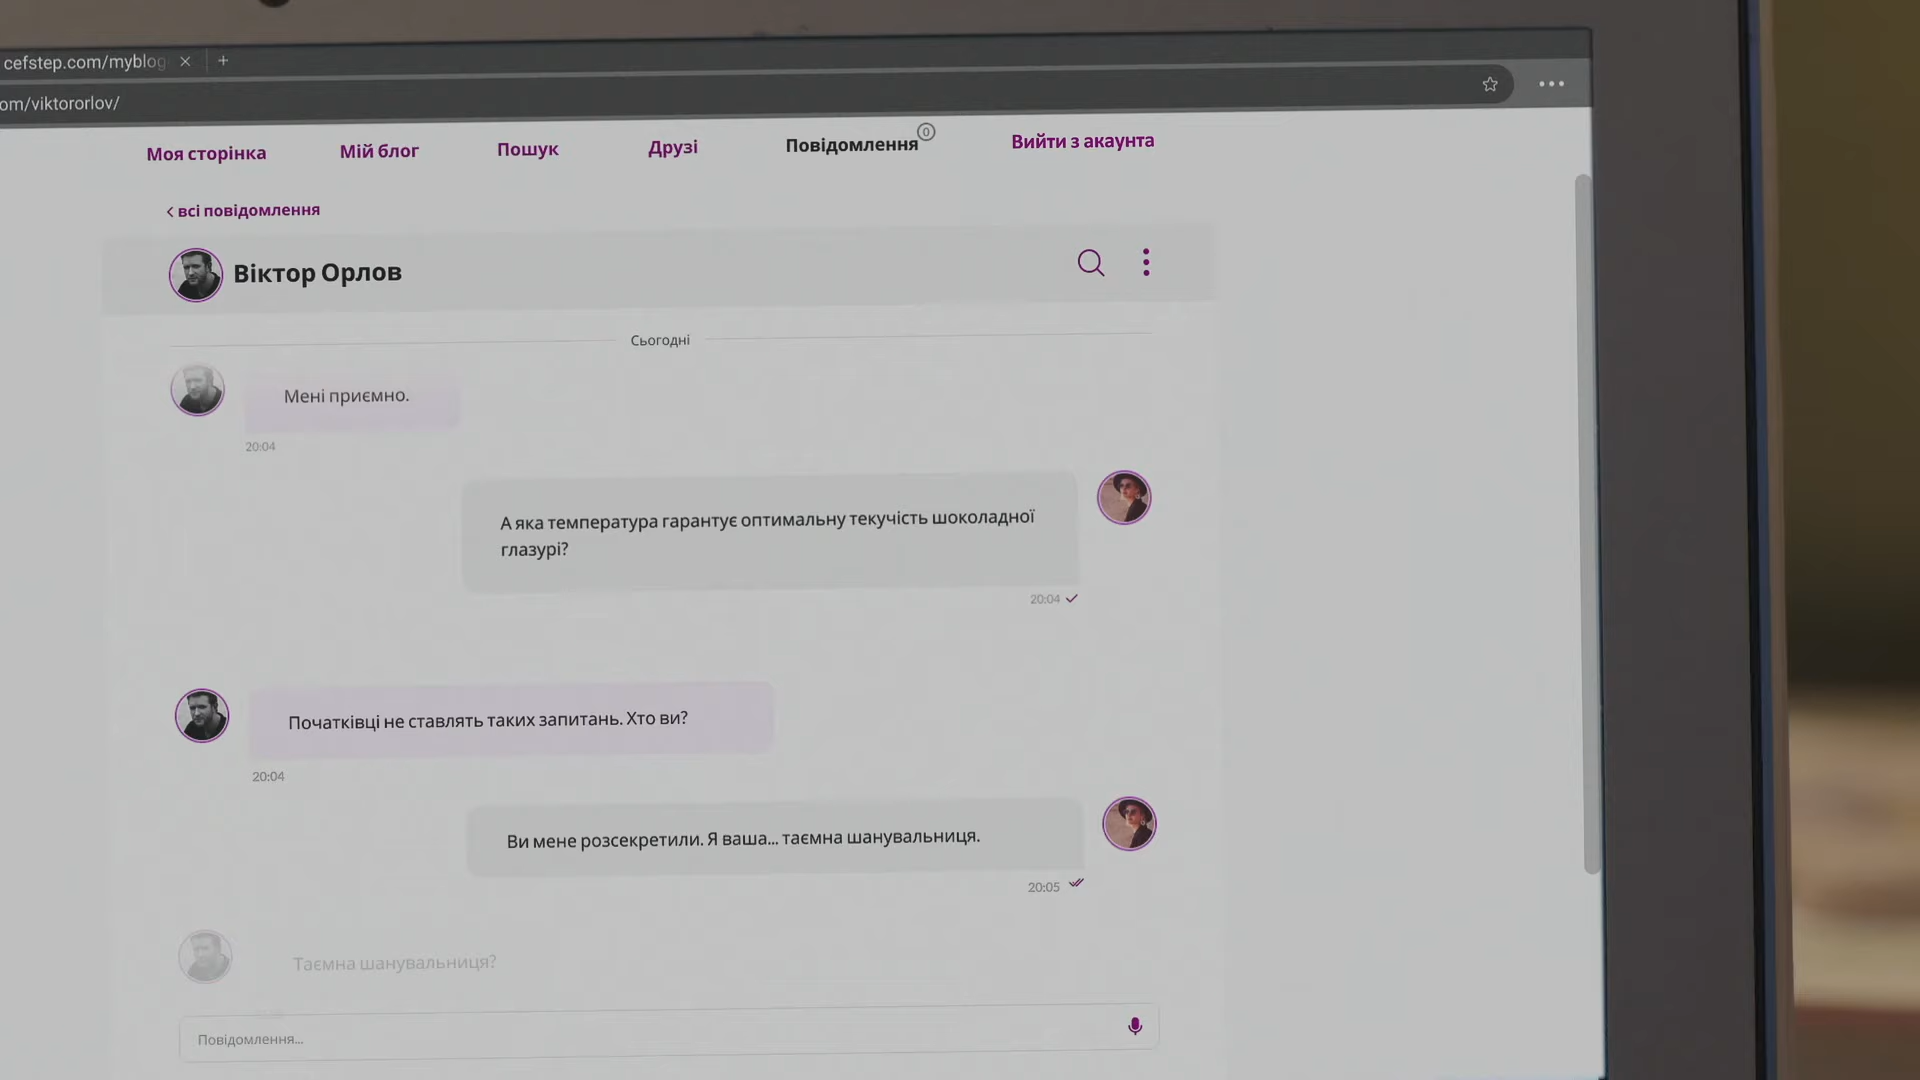 cefstep.com/myblog
om/viktororlov/
Моя сторінка Мій блог Пошук Друзі Повідомлення 0 Вийти з акаунта
< всі повідомлення
Віктор Орлов
Сьогодні
Мені приємно.
20:04
А яка температура гарантує оптимальну текучість шоколадної
глазурі?
20:04
Початківці не ставлять таких запитань. Хто ви?
20:04
Ви мене розсекретили. Я ваша... таємна шанувальниця.
20:05
Таємна шанувальниця?
Повідомлення...